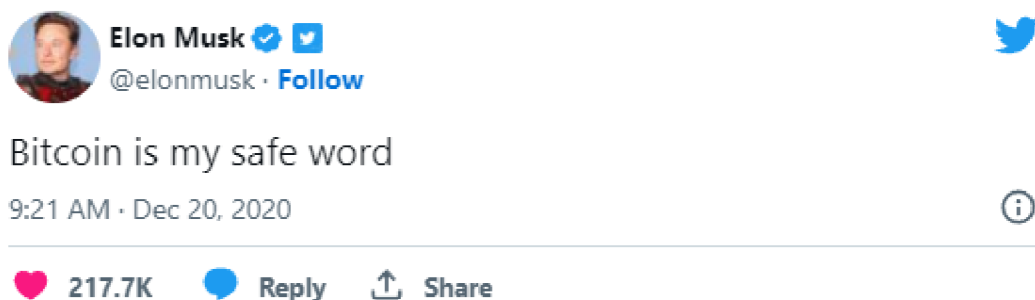 Elon Musk
@elonmusk · Follow
Bitcoin is my safe word
9:21 AM · Dec 20, 2020
217.7K Reply Share